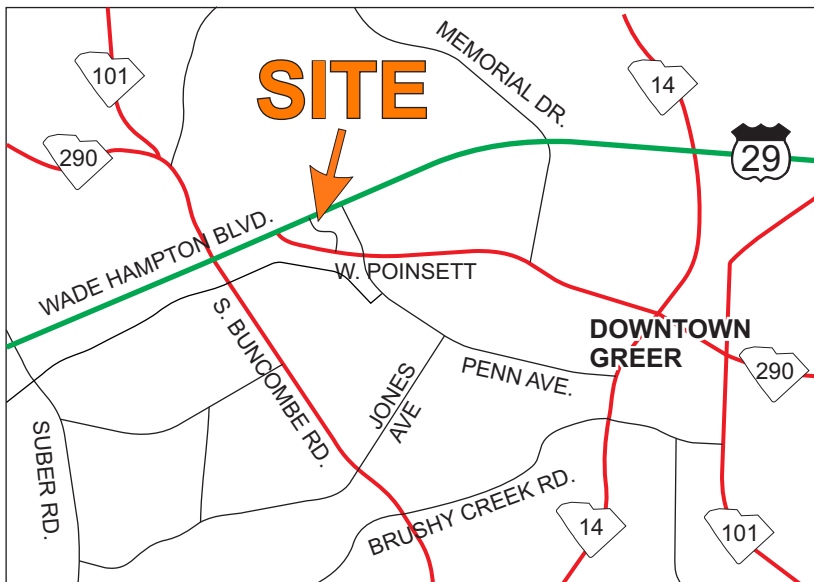 101
SITE
MEMORIAL DR.
14
290
29
WADE HAMPTON BLVD.
W. POINSETT
S. BUNCOMBE RD.
DOWNTOWN
GREER
290
PENN AVE.
JONES
AVE
SUBER RD.
BRUSHY CREEK RD.
14
101